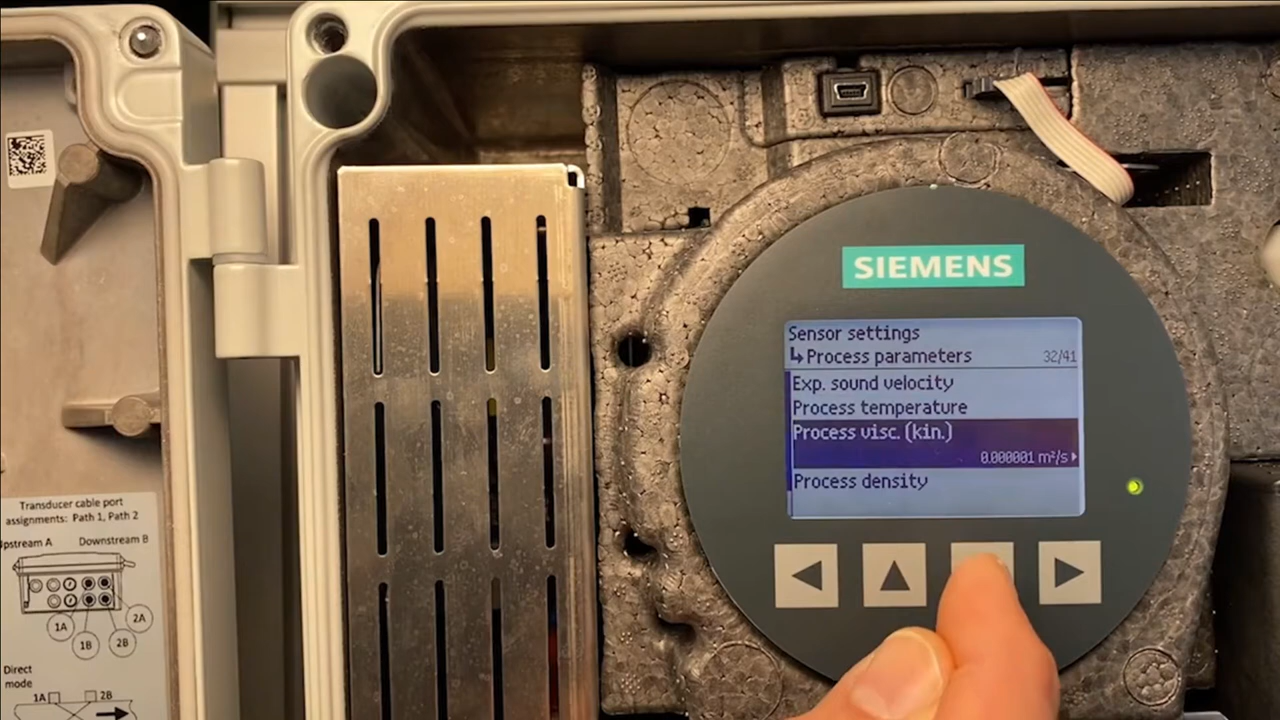 SIEMENS
Sensor settings
Process parameters 32/41
Exp. sound velocity
Process temperature
Process visc. (kin.)
0.000001 m²/s
Process density
Transducer cable port
assignments: Path 1, Path 2
pstream A Downstream B
1A
1B
2B
2A
Direct
mode
1A 2B